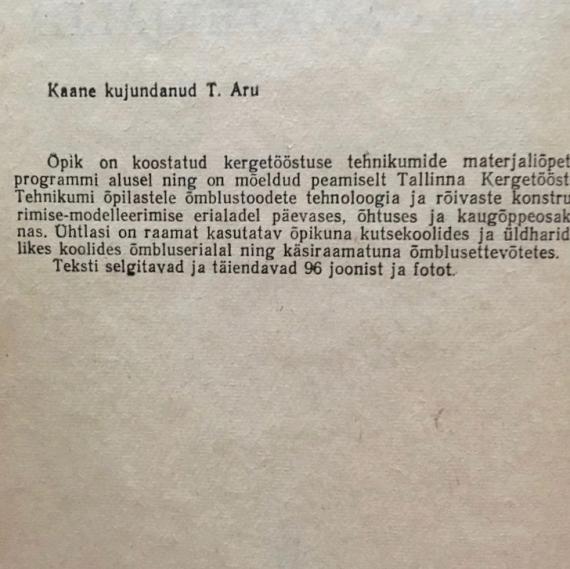 Kaane kujundanud T. Aru
Õpik on koostatud kergetööstuse tehnikumide materjaliõpet
programmi alusel ning on mõeldud peamiselt Tallinna Kergetööst
Tehnikumi õpilastele õmblustoodete tehnoloogia ja rõivaste konstru
rimise-modelleerimise erialadel päevases, õhtuses ja kaugõppeosak
nas. Ühtlasi on raamat kasutatav õpikuna kutsekoolides ja üldharid
likes koolides õmbluserialal ning käsiraamatuna õmblusettevõtetes.
Teksti selgitavad ja täiendavad 96 joonist ja fotot.